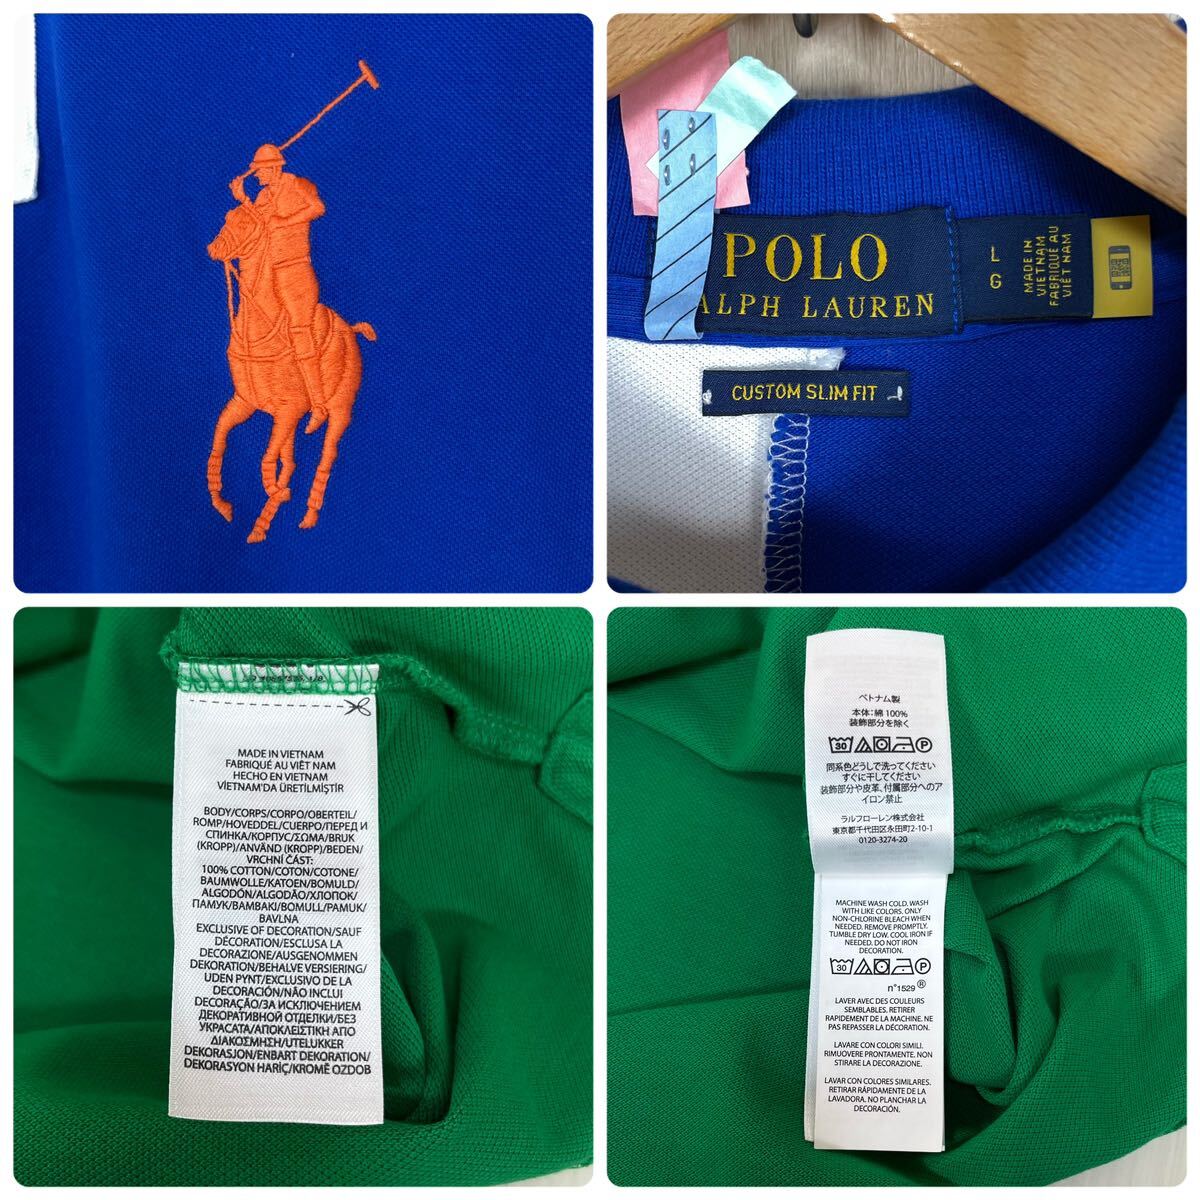 POLO
ALPH LAUREN
L
G
MADE IN
VIETNAM
FABRIQUÉ AU
VIÊT NAM
CUSTOM SLIM FIT
MADE IN VIETNAM
FABRIQUÉ AU VIÊT NAM
HECHO EN VIETNAM
VİETNAM'DA ÜRETİLMİŞTİR
BODY/CORPS/CORPO/OBERTEIL/
ROMP/HOVEDDEL/CUERPO/ПЕРЕД И
СПИНКА/КОРПУС/ΣΩΜΑ/BRUK
(KROPP)/ANVÄND (KROPP)/BEDEN/
VRCHNÍ ČÁST:
100% COTTON/COTON/COTONE/
BAUMWOLLE/KATOEN/BOMULD/
ALGODÓN/ALGODÃO/ХЛОПОК/
ПАМУК/BAMBAKI/BOMULL/PAMUK/
BAVLNA
EXCLUSIVE OF DECORATION/SAUF
DÉCORATION/ESCLUSA LA
DECORAZIONE/AUSGENOMMEN
DEKORATION/BEHALVE VERSIERING/
UDEN PYNT/EXCLUSIVO DE LA
DECORACIÓN/NÃO INCLUI
DECORAÇÃO/ЗА ИСКЛЮЧЕНИЕМ
ДЕКОРАТИВНОЙ ОТДЕЛКИ/БЕЗ
УКРАСАТА/ΑΠΟΚΛΕΙΣΤΙΚΗ ΑΠΟ
ΔΙΑΚΟΣΜΗΣΗ/UTELUKKER
DEKORASJON/ENBART DEKORATION/
DEKORASYON HARİÇ/KROMĚ OZDOB
ベトナム製
本体：綿 100%
装飾部分を除く
30
同系色どうしで洗ってください
すぐに干してください
装飾部分や皮革、付属部分へのア
イロン禁止
ラルフローレン株式会社
東京都千代田区永田町2-10-1
0120-3274-20
MACHINE WASH COLD. WASH
WITH LIKE COLORS. ONLY
NON-CHLORINE BLEACH WHEN
NEEDED. REMOVE PROMPTLY.
TUMBLE DRY LOW. COOL IRON IF
NEEDED. DO NOT IRON
DECORATION.
30
n°1529 ®
LAVER AVEC DES COULEURS
SEMBLABLES. RETIRER
RAPIDEMENT DE LA MACHINE. NE
PAS REPASSER LA DÉCORATION.
LAVARE CON COLORI SIMILI.
RIMUOVERE PRONTAMENTE. NON
STIRARE LA DECORAZIONE.
LAVAR CON COLORES SIMILARES.
RETIRAR RÁPIDAMENTE DE LA
LAVADORA. NO PLANCHAR LA
DECORACIÓN.